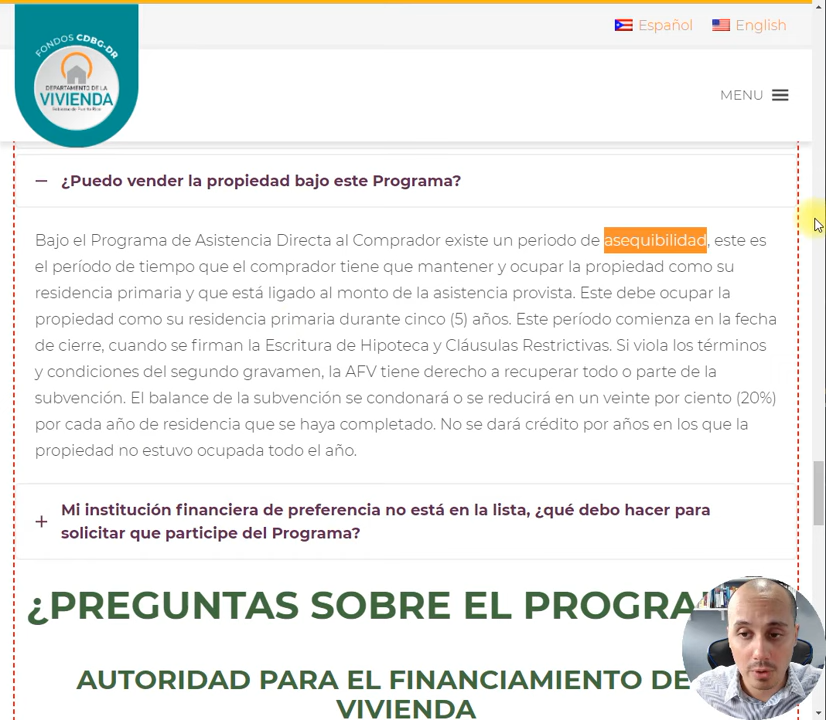 Español
English
FONDOS CDBG-DR
DEPARTAMENTO DE LA
VIVIENDA
MENU
¿Puedo vender la propiedad bajo este Programa?
Bajo el Programa de Asistencia Directa al Comprador existe un periodo de asequibilidad, este es
el período de tiempo que el comprador tiene que mantener y ocupar la propiedad como su
residencia primaria y que está ligado al monto de la asistencia provista. Este debe ocupar la
propiedad como su residencia primaria durante cinco (5) años. Este período comienza en la fecha
de cierre, cuando se firman la Escritura de Hipoteca y Cláusulas Restrictivas. Si viola los términos
y condiciones del segundo gravamen, la AFV tiene derecho a recuperar todo o parte de la
subvención. El balance de la subvención se condonará o se reducirá en un veinte por ciento (20%)
por cada año de residencia que se haya completado. No se dará crédito por años en los que la
propiedad no estuvo ocupada todo el año.
Mi institución financiera de preferencia no está en la lista, ¿qué debo hacer para
solicitar que participe del Programa?
¿PREGUNTAS SOBRE EL PROGRA
AUTORIDAD PARA EL FINANCIAMIENTO DE
VIVIENDA